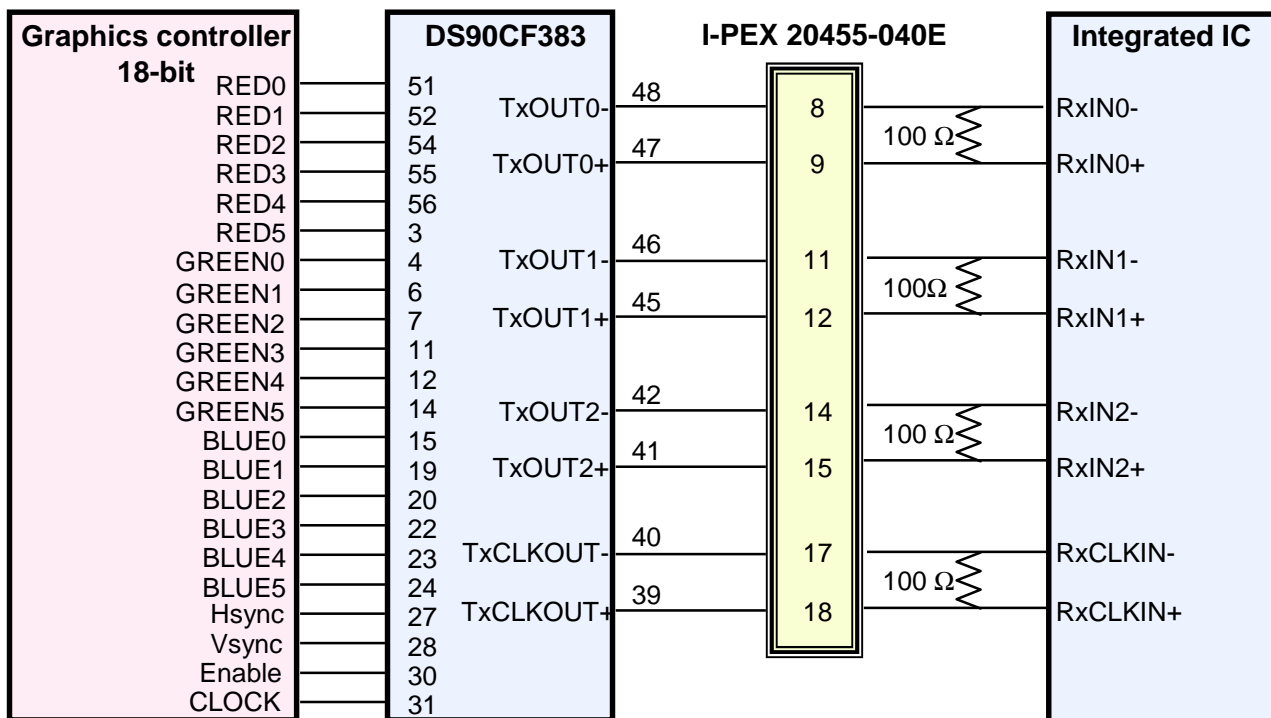 Graphics controller
18-bit
DS90CF383
I-PEX 20455-040E
Integrated IC
RED0
RED1
RED2
RED3
RED4
RED5
GREEN0
GREEN1
GREEN2
GREEN3
GREEN4
GREEN5
BLUE0
BLUE1
BLUE2
BLUE3
BLUE4
BLUE5
Hsync
Vsync
Enable
CLOCK
51
52
54
55
56
3
4
6
7
11
12
14
15
19
20
22
23
24
27
28
30
31
TxOUT0-
TxOUT0+
TxOUT1-
TxOUT1+
TxOUT2-
TxOUT2+
TxCLKOUT-
TxCLKOUT+
48
47
46
45
42
41
40
39
8
9
11
12
14
15
17
18
100 Ω
100Ω
100 Ω
100 Ω
RxIN0-
RxIN0+
RxIN1-
RxIN1+
RxIN2-
RxIN2+
RxCLKIN-
RxCLKIN+